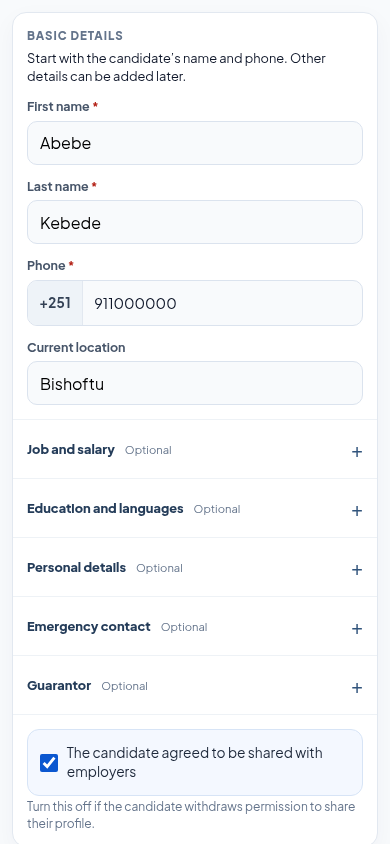 BASIC DETAILS
Start with the candidate’s name and phone. Other
details can be added later.
First name *
Abebe
Last name *
Kebede
Phone *
+251 911000000
Current location
Bishoftu
Job and salary Optional +
Education and languages Optional +
Personal details Optional +
Emergency contact Optional +
Guarantor Optional +
The candidate agreed to be shared with
employers
Turn this off if the candidate withdraws permission to share
their profile.